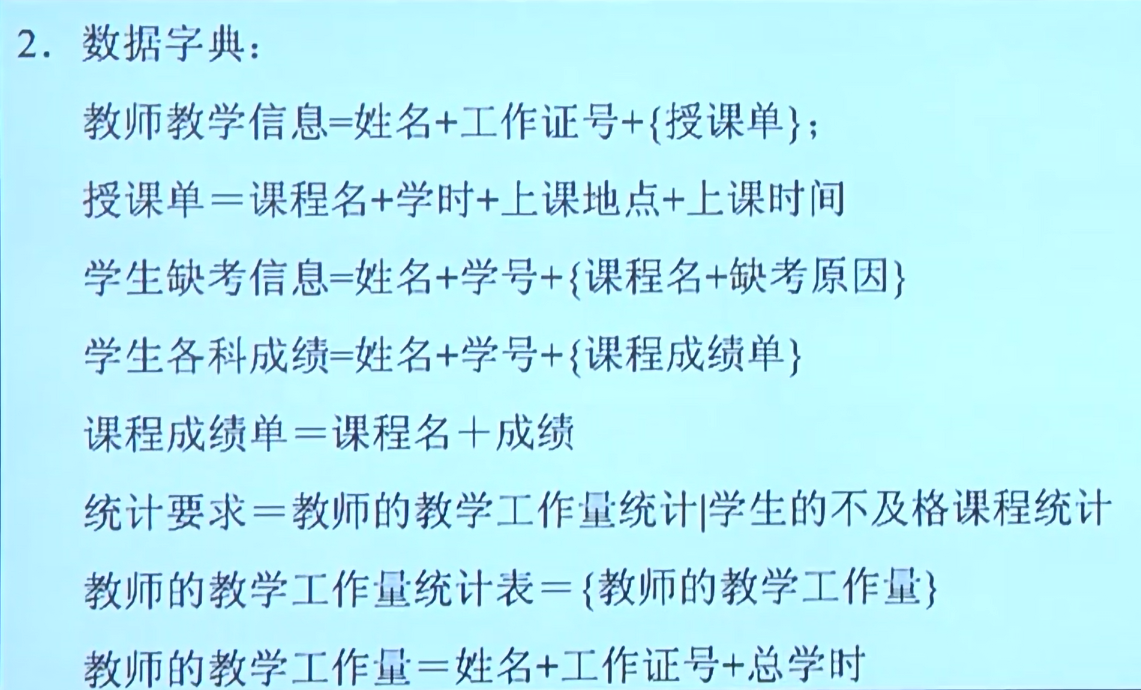 2. 数据字典：
教师教学信息=姓名+工作证号+{授课单}；
授课单＝课程名+学时+上课地点+上课时间
学生缺考信息=姓名+学号+{课程名+缺考原因}
学生各科成绩=姓名+学号+{课程成绩单}
课程成绩单＝课程名＋成绩
统计要求＝教师的教学工作量统计|学生的不及格课程统计
教师的教学工作量统计表＝{教师的教学工作量}
教师的教学工作量＝姓名+工作证号+总学时